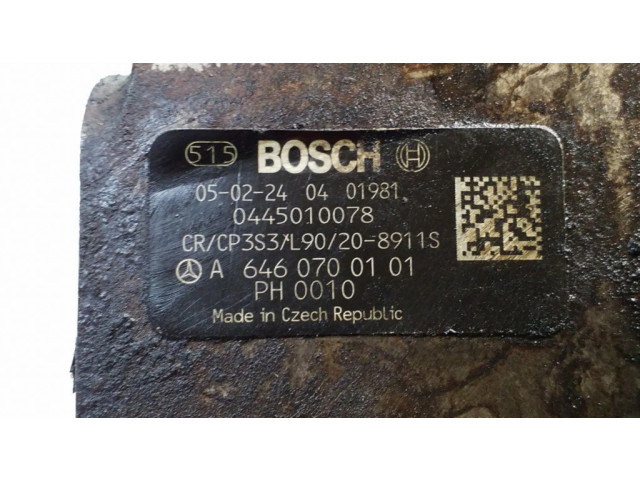 515 BOSCH
05-02-24 04 01981
0445010078
CR/CP3S3/L90/20-8911S
A 646 070 01 01
PH 0010
Made in Czech Republic